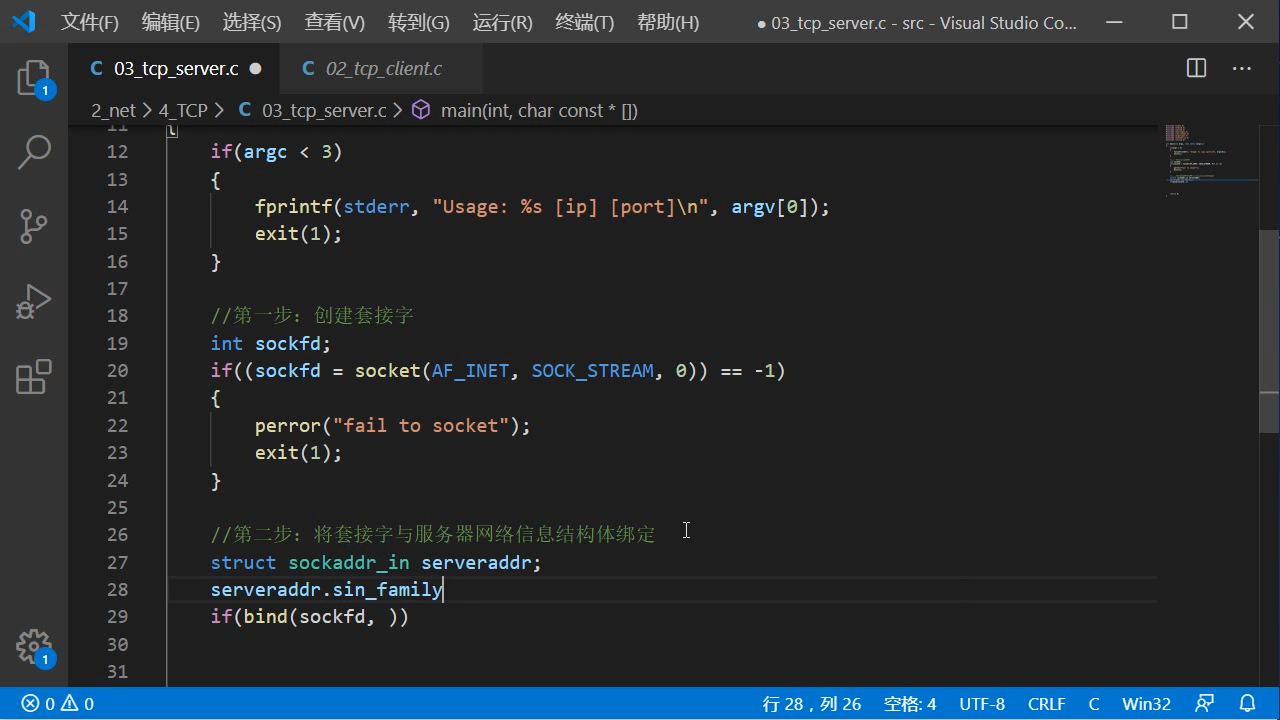 文件(F) 编辑(E) 选择(S) 查看(V) 转到(G) 运行(R) 终端(T) 帮助(H) ● 03_tcp_server.c - src - Visual Studio Co...
03_tcp_server.c ● 02_tcp_client.c
2_net > 4_TCP > C 03_tcp_server.c > main(int, char const * [])
11 {
12 if(argc < 3)
13 {
14 fprintf(stderr, "Usage: %s [ip] [port]\n", argv[0]);
15 exit(1);
16 }
17
18 //第一步：创建套接字
19 int sockfd;
20 if((sockfd = socket(AF_INET, SOCK_STREAM, 0)) == -1)
21 {
22 perror("fail to socket");
23 exit(1);
24 }
25
26 //第二步：将套接字与服务器网络信息结构体绑定
27 struct sockaddr_in serveraddr;
28 serveraddr.sin_family
29 if(bind(sockfd, ))
30
31
1
1
0 0 行 28，列 26 空格: 4 UTF-8 CRLF C Win32